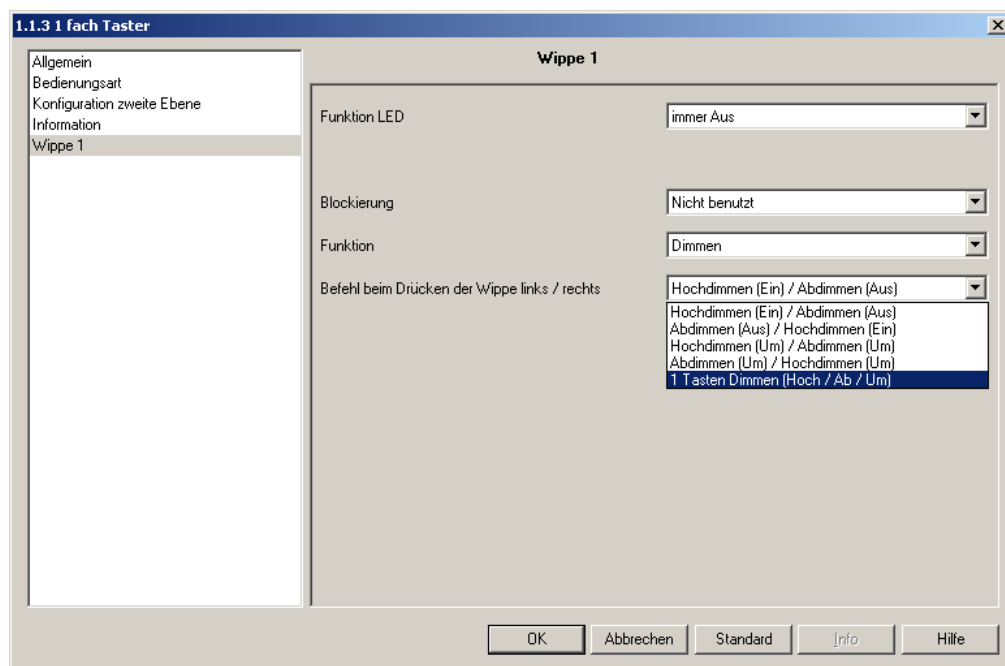 1.1.3 1 fach Taster
Allgemein
Bedienungsart
Konfiguration zweite Ebene
Information
Wippe 1
Wippe 1
Funktion LED
immer Aus
Blockierung
Nicht benutzt
Funktion
Dimmen
Befehl beim Drücken der Wippe links / rechts
Hochdimmen (Ein) / Abdimmen (Aus)
Hochdimmen (Ein) / Abdimmen (Aus)
Abdimmen (Aus) / Hochdimmen (Ein)
Hochdimmen (Um) / Abdimmen (Um)
Abdimmen (Um) / Hochdimmen (Um)
1 Tasten Dimmen (Hoch / Ab / Um)
OK
Abbrechen
Standard
Info
Hilfe